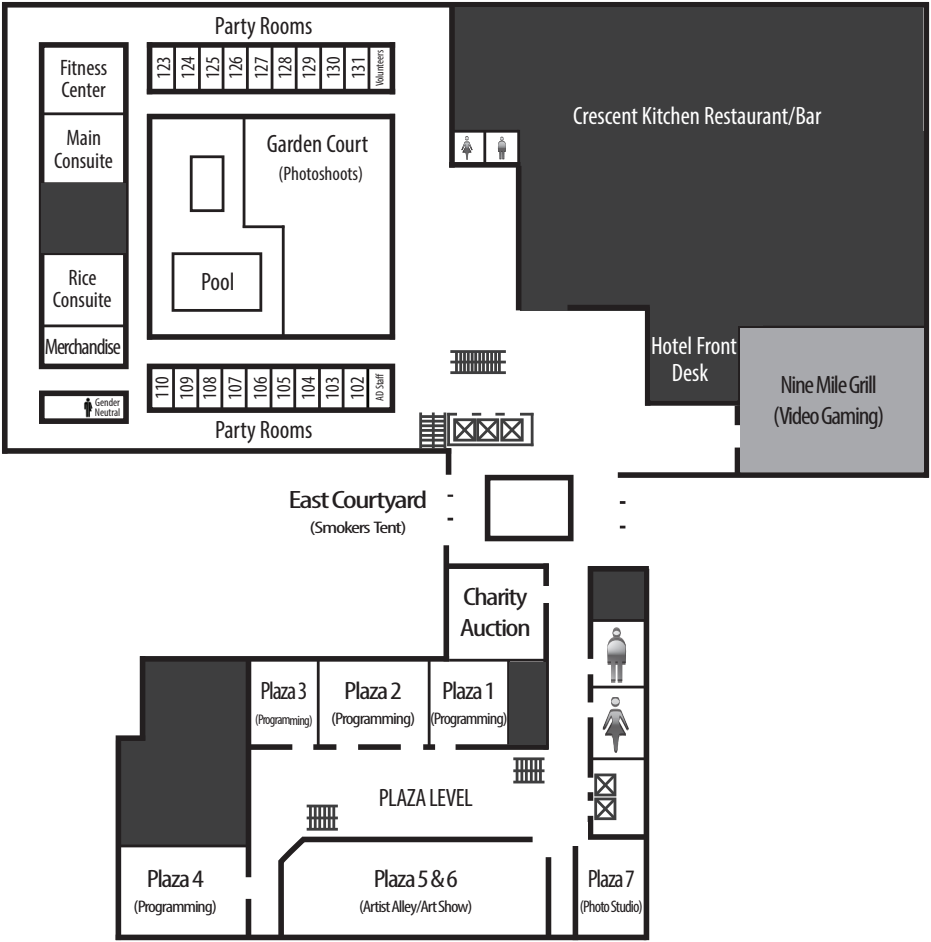 Party Rooms
123
124
125
126
127
128
129
130
131
Volunteers
Fitness
Center
Main
Consuite
Rice
Consuite
Merchandise
Gender
Neutral
Garden Court
(Photoshoots)
Pool
Crescent Kitchen Restaurant/Bar
Hotel Front
Desk
Nine Mile Grill
(Video Gaming)
110
109
108
107
106
105
104
103
102
AD Staff
Party Rooms
East Courtyard
(Smokers Tent)
Charity
Auction
Plaza 3
(Programming)
Plaza 2
(Programming)
Plaza 1
(Programming)
PLAZA LEVEL
Plaza 4
(Programming)
Plaza 5 & 6
(Artist Alley/Art Show)
Plaza 7
(Photo Studio)